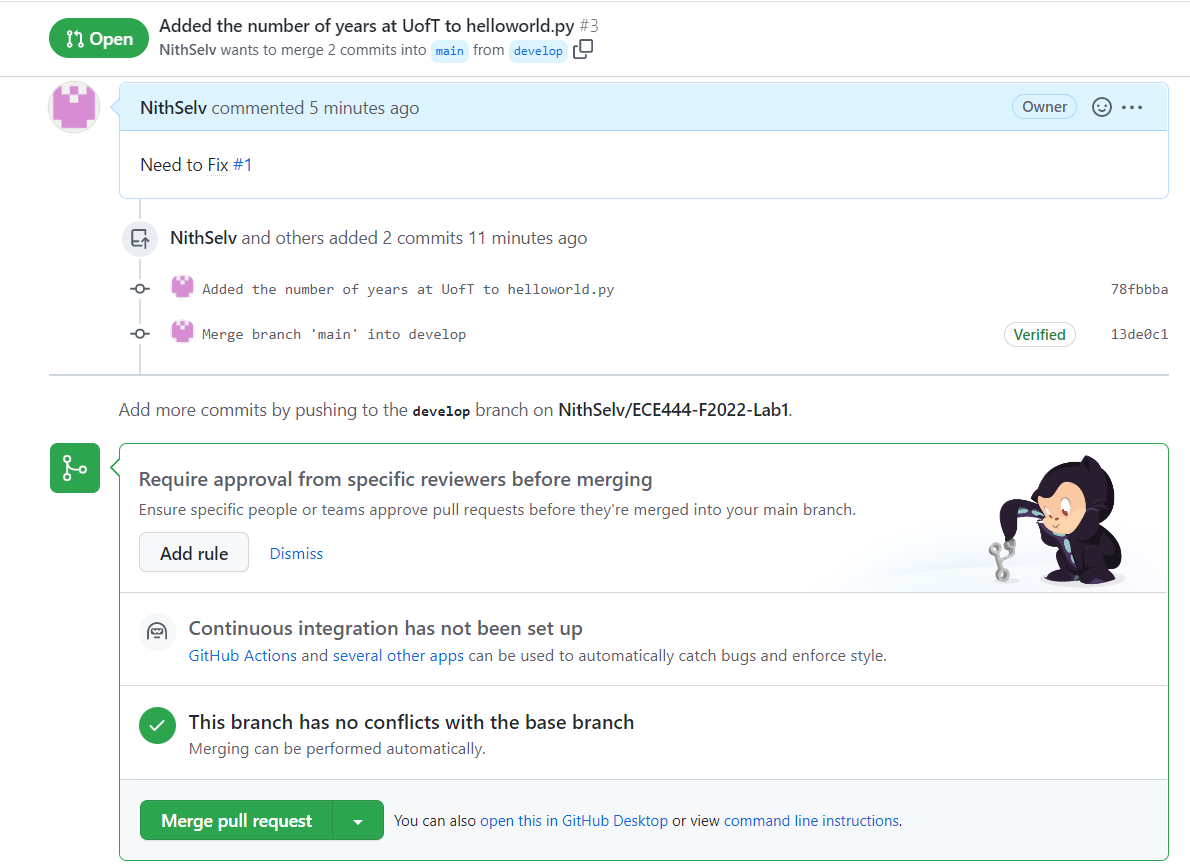 Open
Added the number of years at UofT to helloworld.py #3
NithSelv wants to merge 2 commits into main from develop
NithSelv commented 5 minutes ago Owner
Need to Fix #1
NithSelv and others added 2 commits 11 minutes ago
Added the number of years at UofT to helloworld.py 78fbbba
Merge branch 'main' into develop Verified 13de0c1
Add more commits by pushing to the develop branch on NithSelv/ECE444-F2022-Lab1.
Require approval from specific reviewers before merging
Ensure specific people or teams approve pull requests before they're merged into your main branch.
Add rule Dismiss
Continuous integration has not been set up
GitHub Actions and several other apps can be used to automatically catch bugs and enforce style.
This branch has no conflicts with the base branch
Merging can be performed automatically.
Merge pull request You can also open this in GitHub Desktop or view command line instructions.